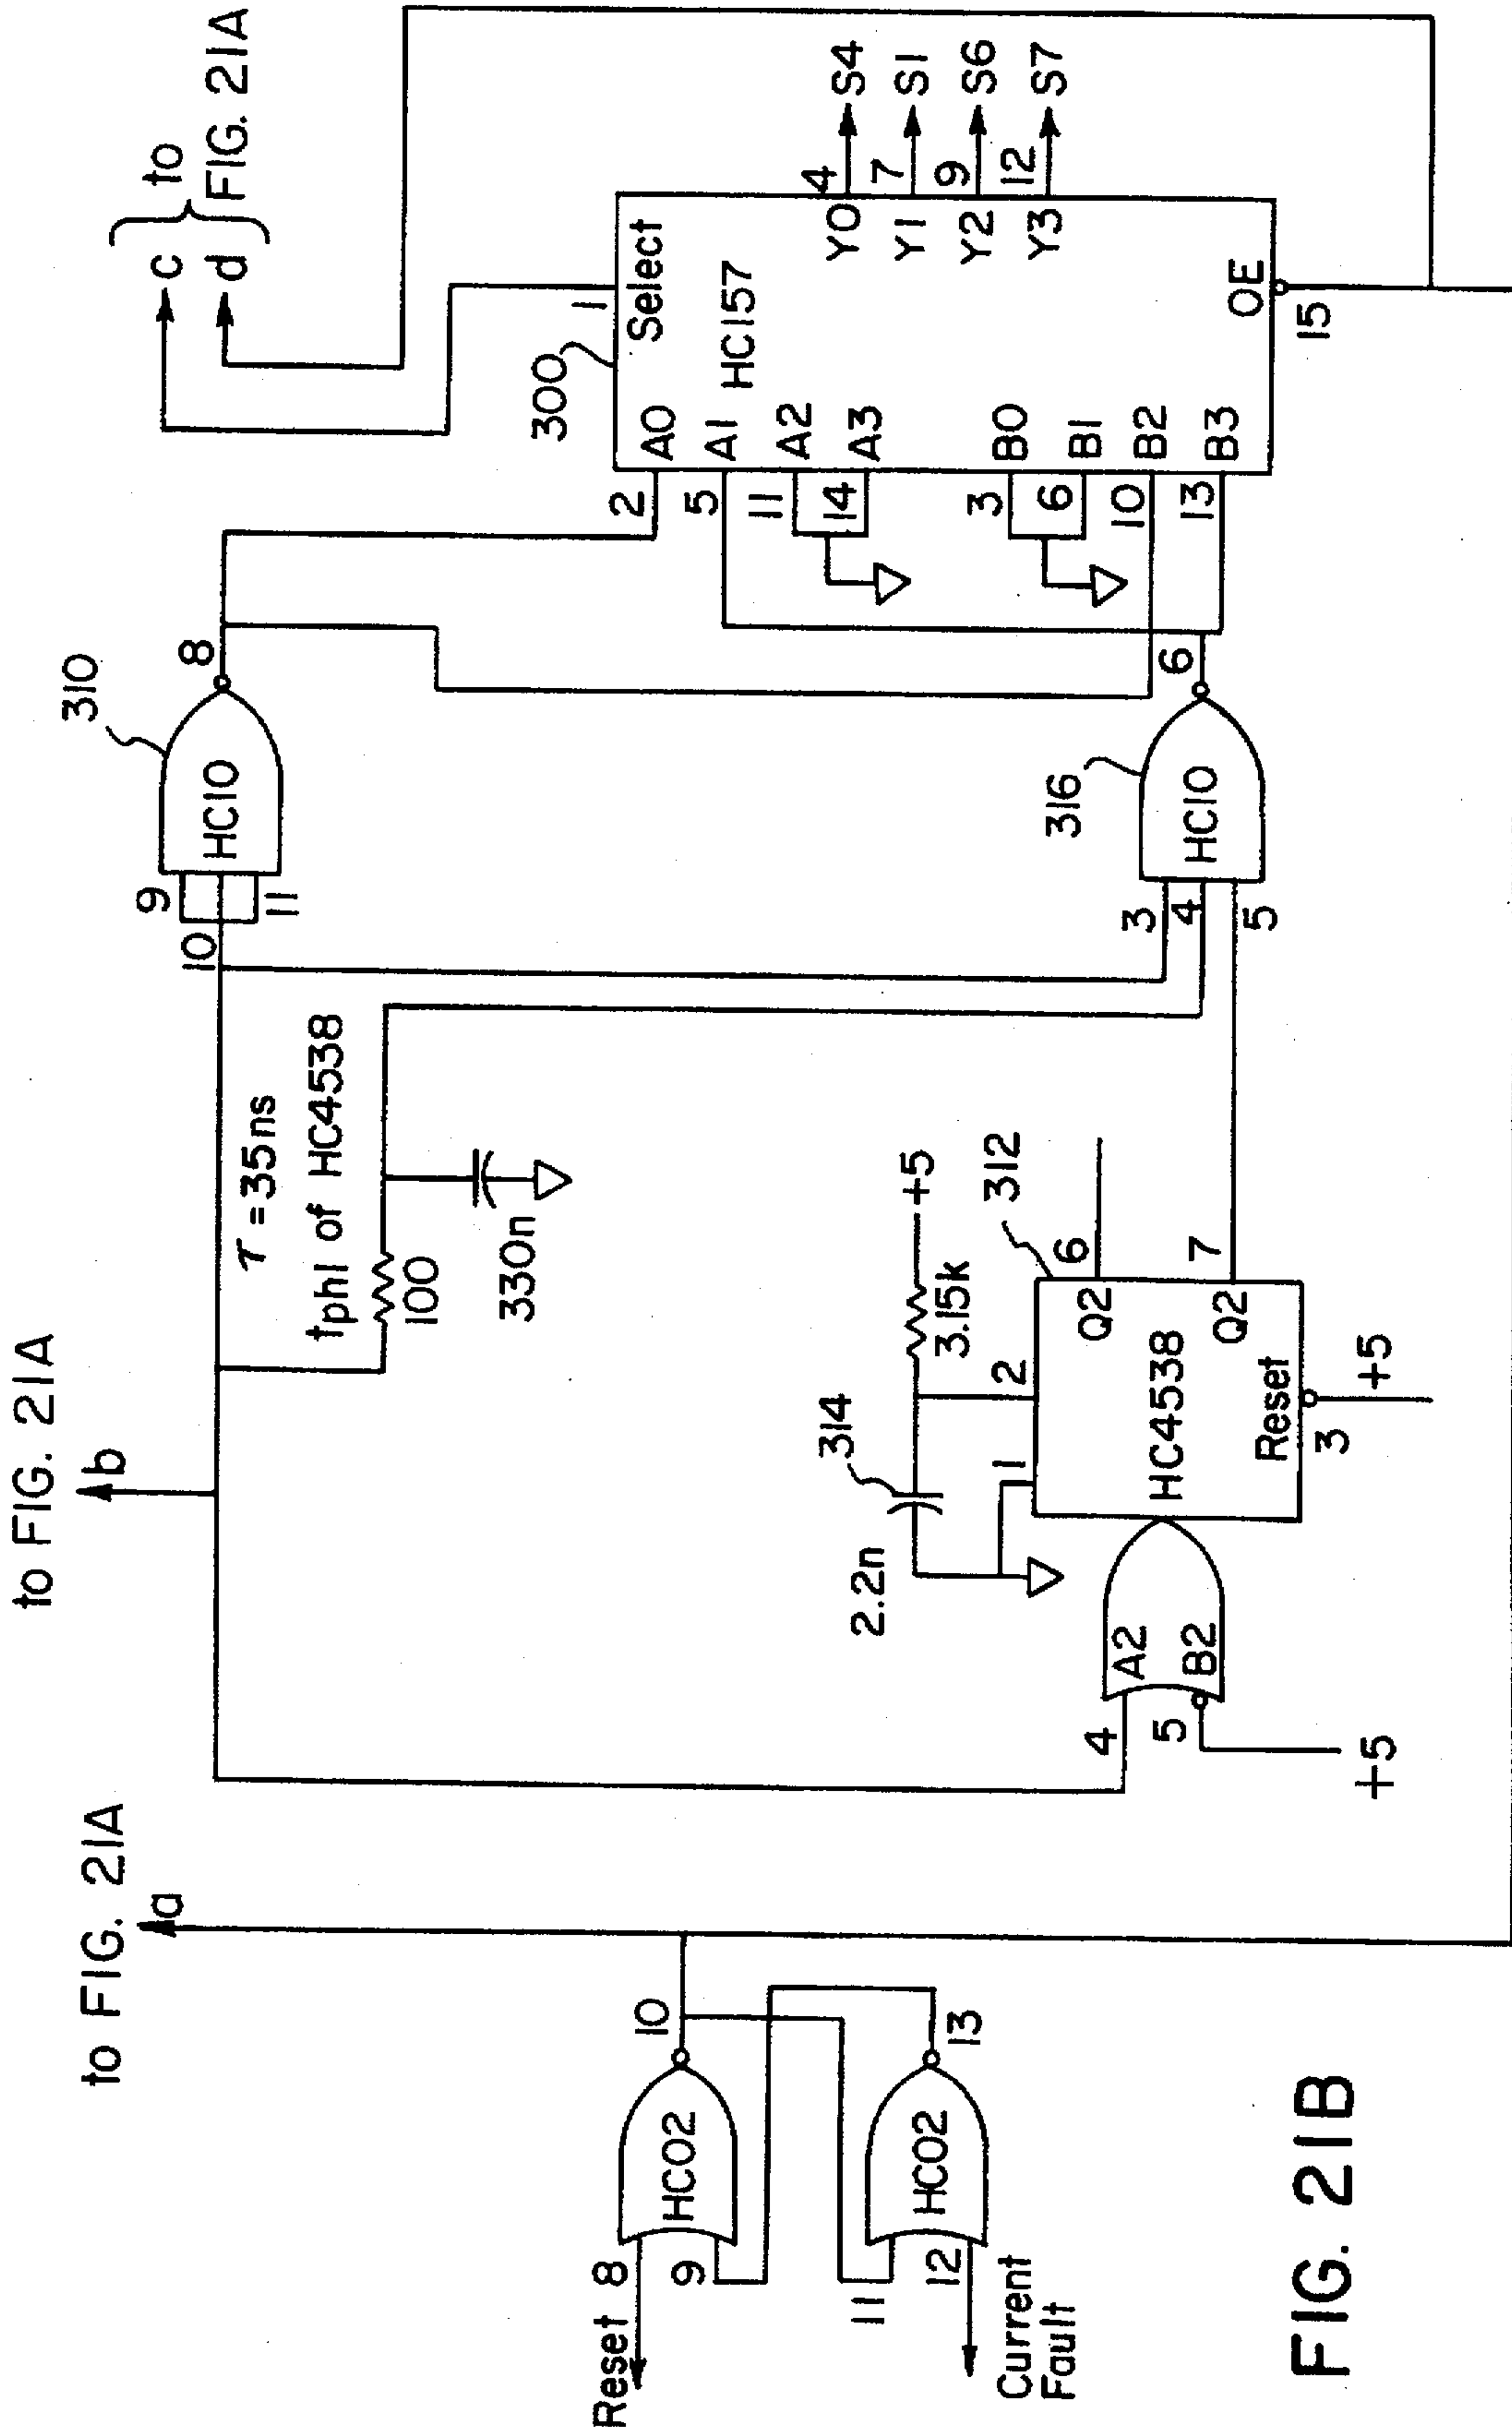 to FIG. 21A
b
to FIG. 21A
a
c
d
to
FIG. 21A
310
HC10
9
10
11
8
τ = 35ns
tphl of HC4538
100
330n
300
1
Select
HC157
2
A0
5
A1
11
A2
14
A3
3
B0
6
B1
10
B2
13
B3
4
Y0
S4
7
Y1
S1
9
Y2
S6
12
Y3
S7
OE
15
316
HC10
3
4
5
6
314
2.2n
+5
3.15k
312
1
2
HC4538
6
Q2
7
Q2
Reset
3
+5
A2
B2
4
5
+5
Reset
8
9
HC02
10
11
12
HC02
13
Current
Fault
FIG. 21B